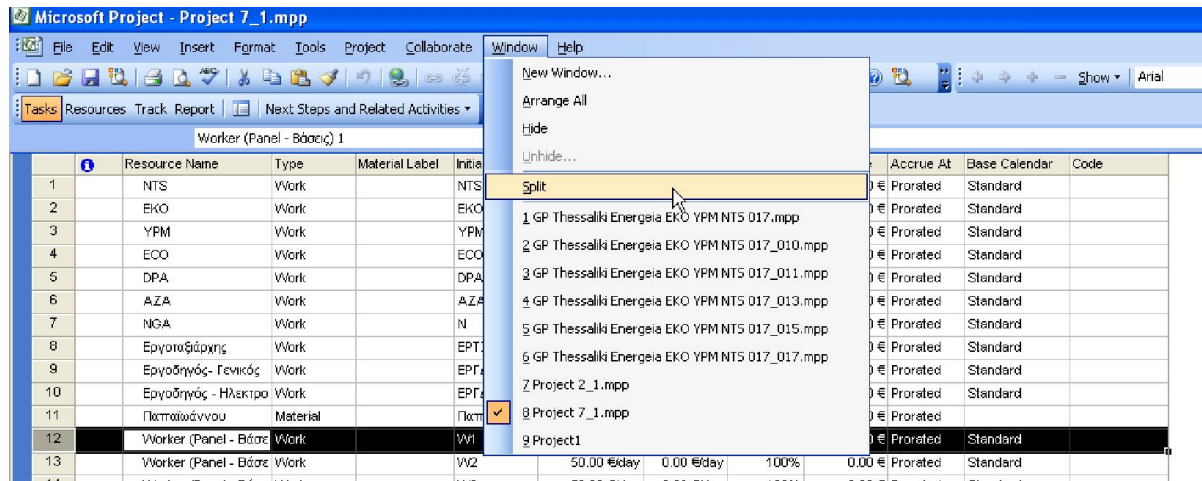 Microsoft Project - Project 7_1.mpp
File Edit View Insert Format Tools Project Collaborate Window Help
Show Arial
Tasks Resources Track Report Next Steps and Related Activities
Worker (Panel - Βάσεις) 1
New Window...
Arrange All
Hide
Unhide...
Split
1 GP Thessaliki Energeia EKO YPM NTS 017.mpp
2 GP Thessaliki Energeia EKO YPM NTS 017_010.mpp
3 GP Thessaliki Energeia EKO YPM NTS 017_011.mpp
4 GP Thessaliki Energeia EKO YPM NTS 017_013.mpp
5 GP Thessaliki Energeia EKO YPM NTS 017_015.mpp
6 GP Thessaliki Energeia EKO YPM NTS 017_017.mpp
7 Project 2_1.mpp
8 Project 7_1.mpp
9 Project1
Resource Name Type Material Label Initia Accrue At Base Calendar Code
1 NTS Work NTS € Prorated Standard
2 EKO Work EKO € Prorated Standard
3 YPM Work YPM € Prorated Standard
4 ECO Work ECO € Prorated Standard
5 DPA Work DPA € Prorated Standard
6 AZA Work AZA € Prorated Standard
7 NGA Work N € Prorated Standard
8 Εργοταξιάρχης Work ΕΡΤ € Prorated Standard
9 Εργοδηγός- Γενικός Work ΕΡΓ € Prorated Standard
10 Εργοδηγός - Ηλεκτρο Work ΕΡΓ € Prorated Standard
11 Παπαϊωάννου Material Παπ € Prorated
12 Worker (Panel - Βάσε Work W1 € Prorated Standard
13 Worker (Panel - Βάσε Work W2 50.00 €/day 0.00 €/day 100% 0.00 € Prorated Standard